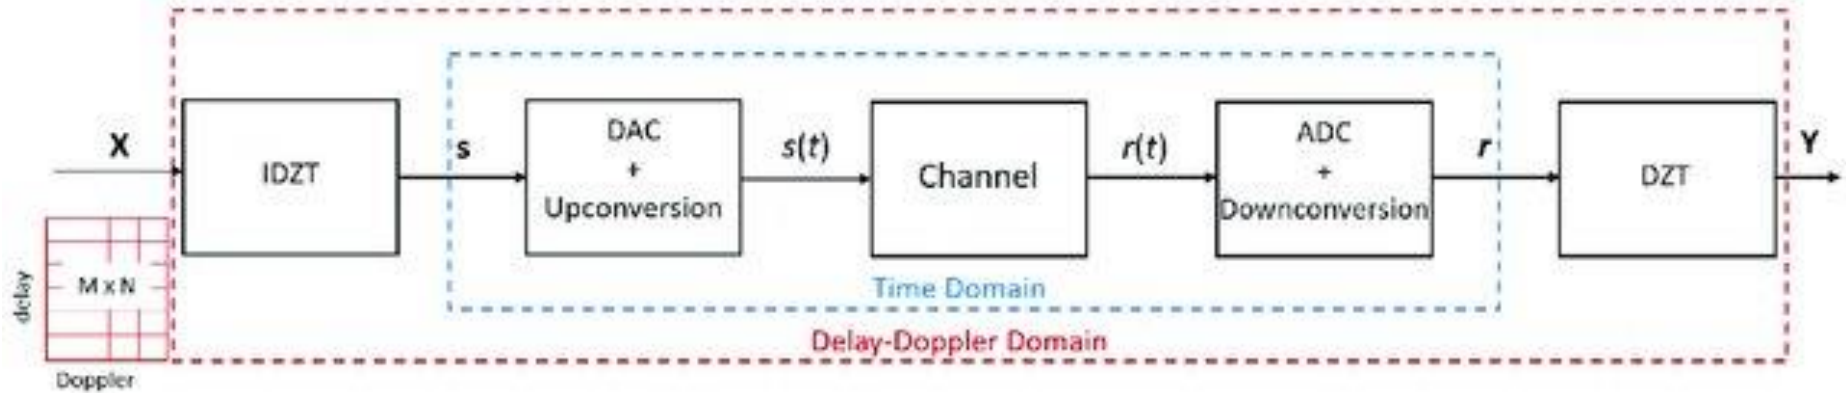 X
IDZT
s
DAC
+
Upconversion
s(t)
Channel
r(t)
ADC
+
Downconversion
r
DZT
Y
delay
M x N
Doppler
Time Domain
Delay-Doppler Domain